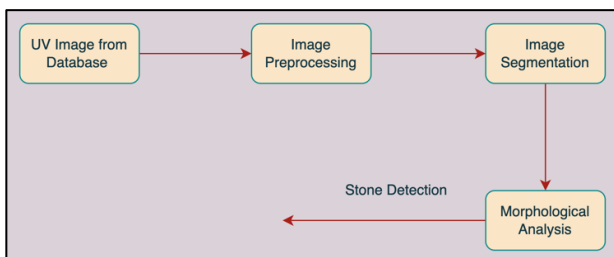 UV Image from
Database
Image
Preprocessing
Image
Segmentation
Stone Detection
Morphological
Analysis